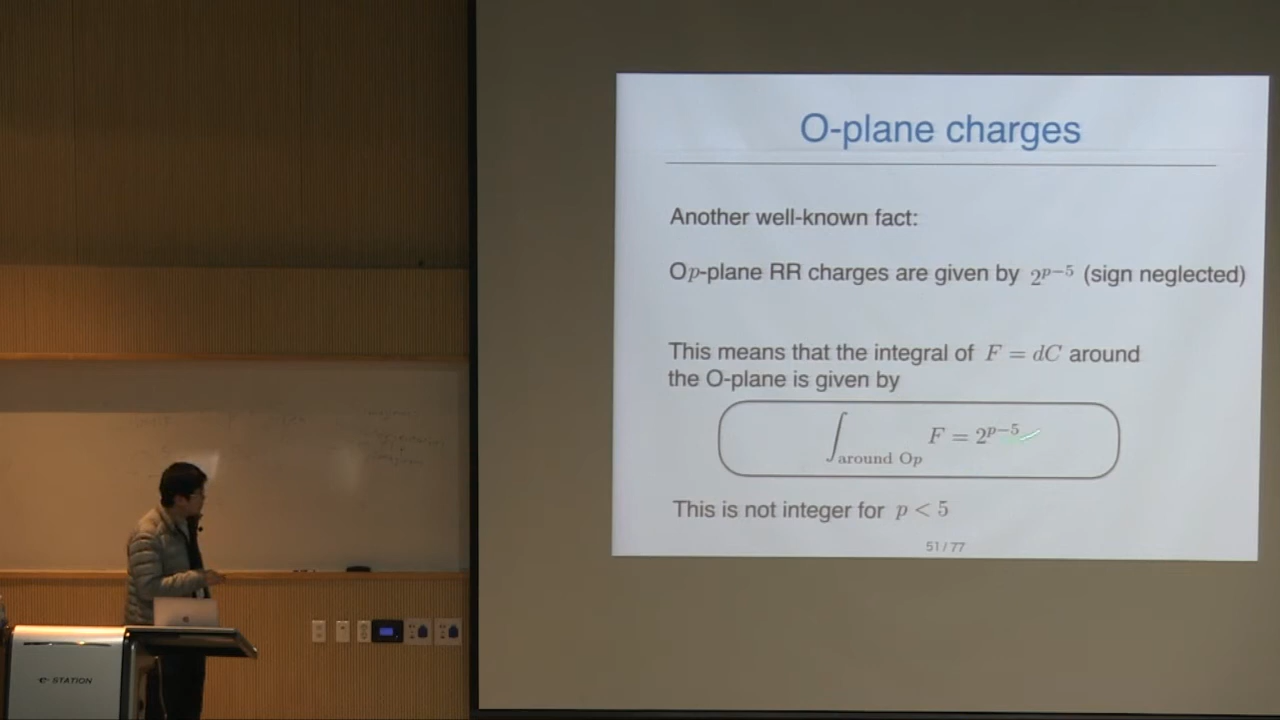 O-plane charges
Another well-known fact:
Op-plane RR charges are given by 2^{p-5} (sign neglected)
This means that the integral of F = dC around
the O-plane is given by
∫_{around Op} F = 2^{p-5}
This is not integer for p < 5
51 / 77
e-STATION